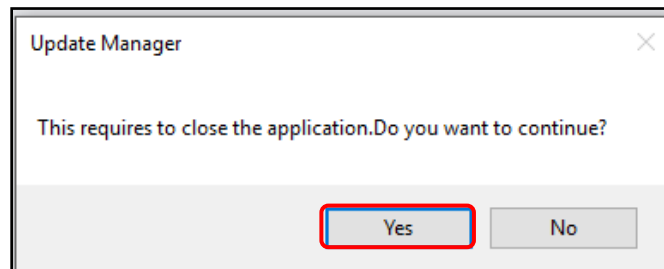 Update Manager
This requires to close the application.Do you want to continue?
Yes
No